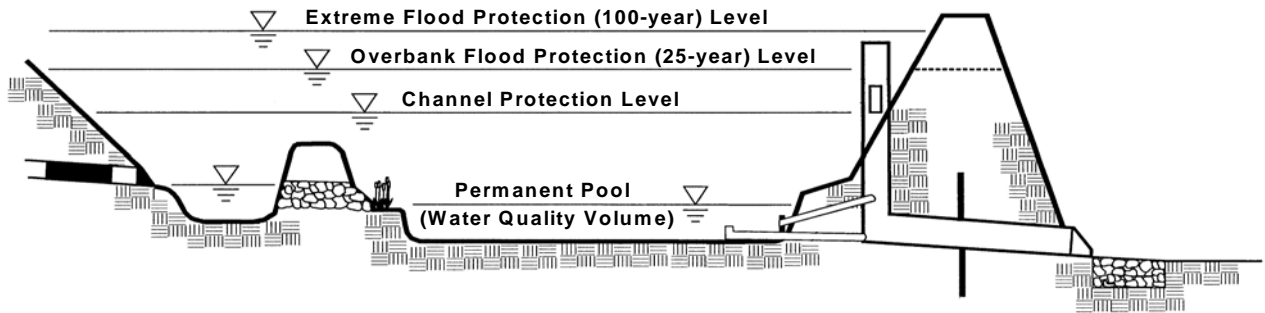 Extreme Flood Protection (100-year) Level
Overbank Flood Protection (25-year) Level
Channel Protection Level
Permanent Pool
(Water Quality Volume)